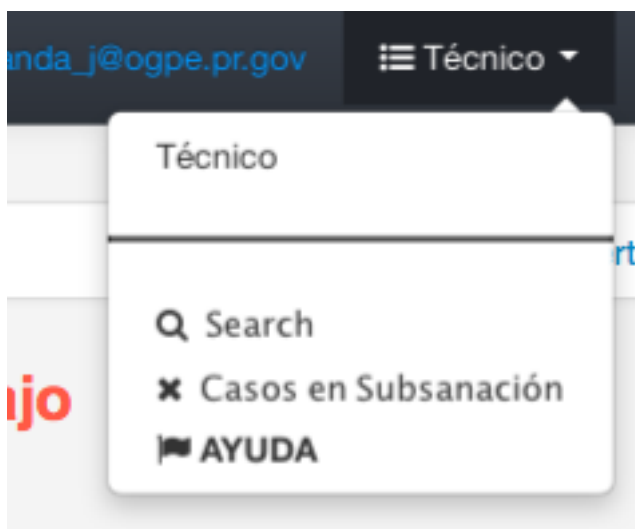 anda_j@ogpe.pr.gov Técnico
Técnico
Search
Casos en Subsanación
AYUDA